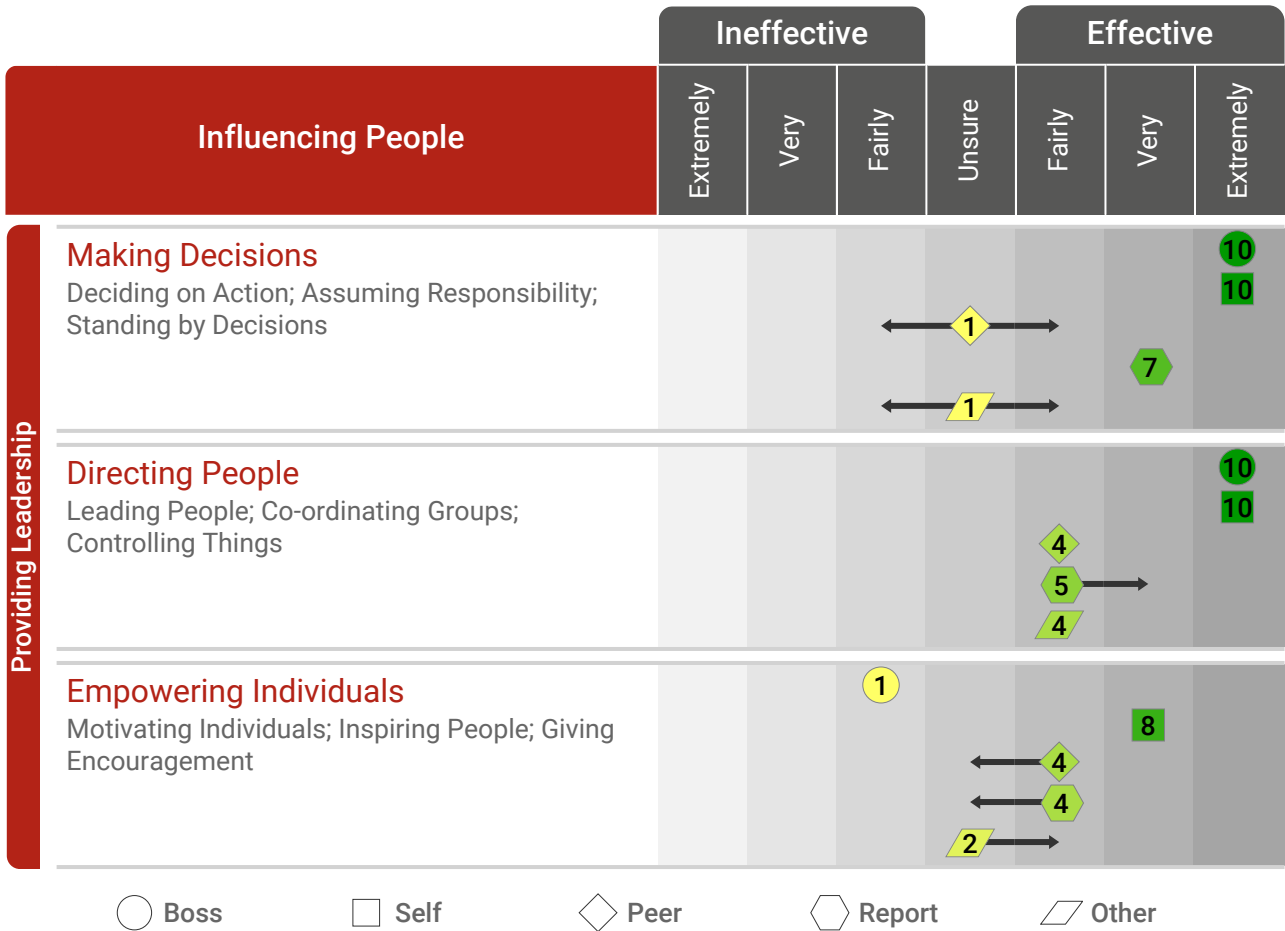 Ineffective
Effective
Influencing People
Extremely
Very
Fairly
Unsure
Fairly
Very
Extremely
Providing Leadership
Making Decisions
Deciding on Action; Assuming Responsibility;
Standing by Decisions
10
10
1
7
1
Directing People
Leading People; Co-ordinating Groups;
Controlling Things
10
10
4
5
4
Empowering Individuals
Motivating Individuals; Inspiring People; Giving
Encouragement
1
8
4
4
2
Boss
Self
Peer
Report
Other